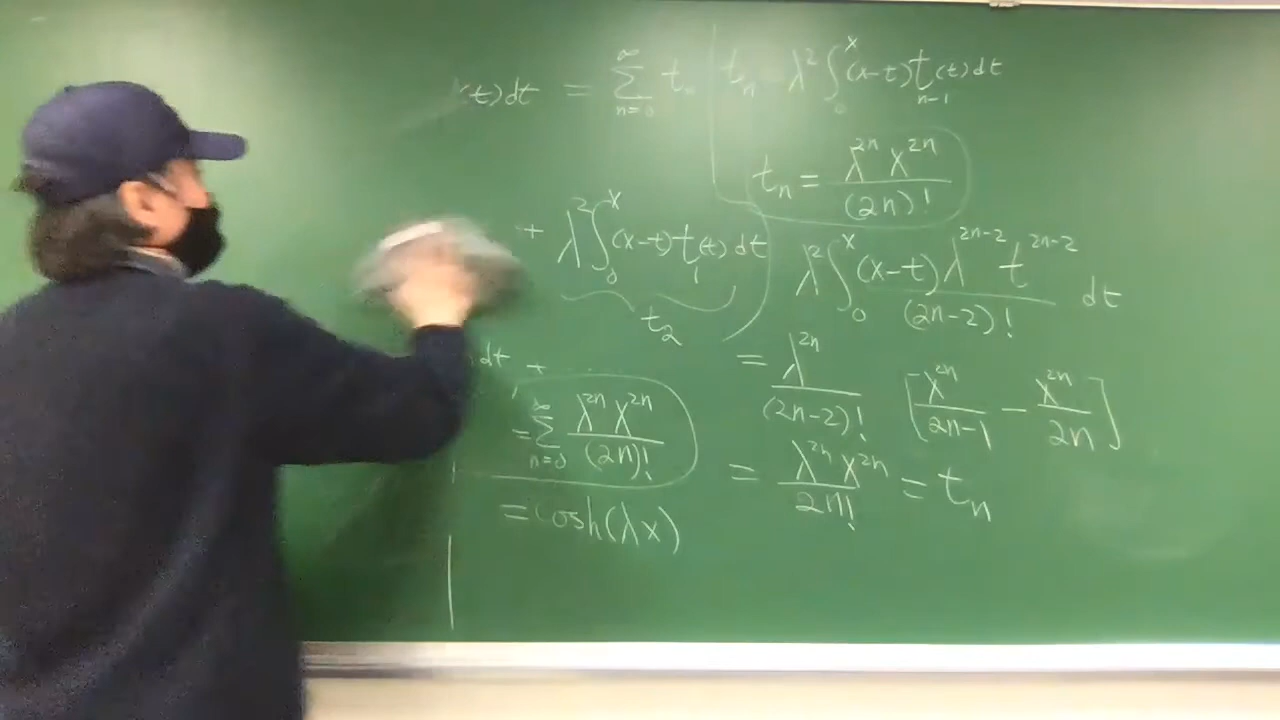 (t)dt = ∑_{n=0}^{∞} t_n
t_n = λ² ∫_0^x (x-t) t_{n-1}(t) dt
t_n = λ^{2n} x^{2n} / (2n)!
+ λ² ∫_0^x (x-t) t_1(t) dt
t_2
λ² ∫_0^x (x-t) λ^{2n-2} t^{2n-2} / (2n-2)! dt
dt +
= ∑_{n=0}^{∞} λ^{2n} x^{2n} / (2n)!
= cosh(λx)
= λ^{2n} / (2n-2)! [x^{2n} / 2n-1 - x^{2n} / 2n]
= λ^{2n} x^{2n} / 2n! = t_n